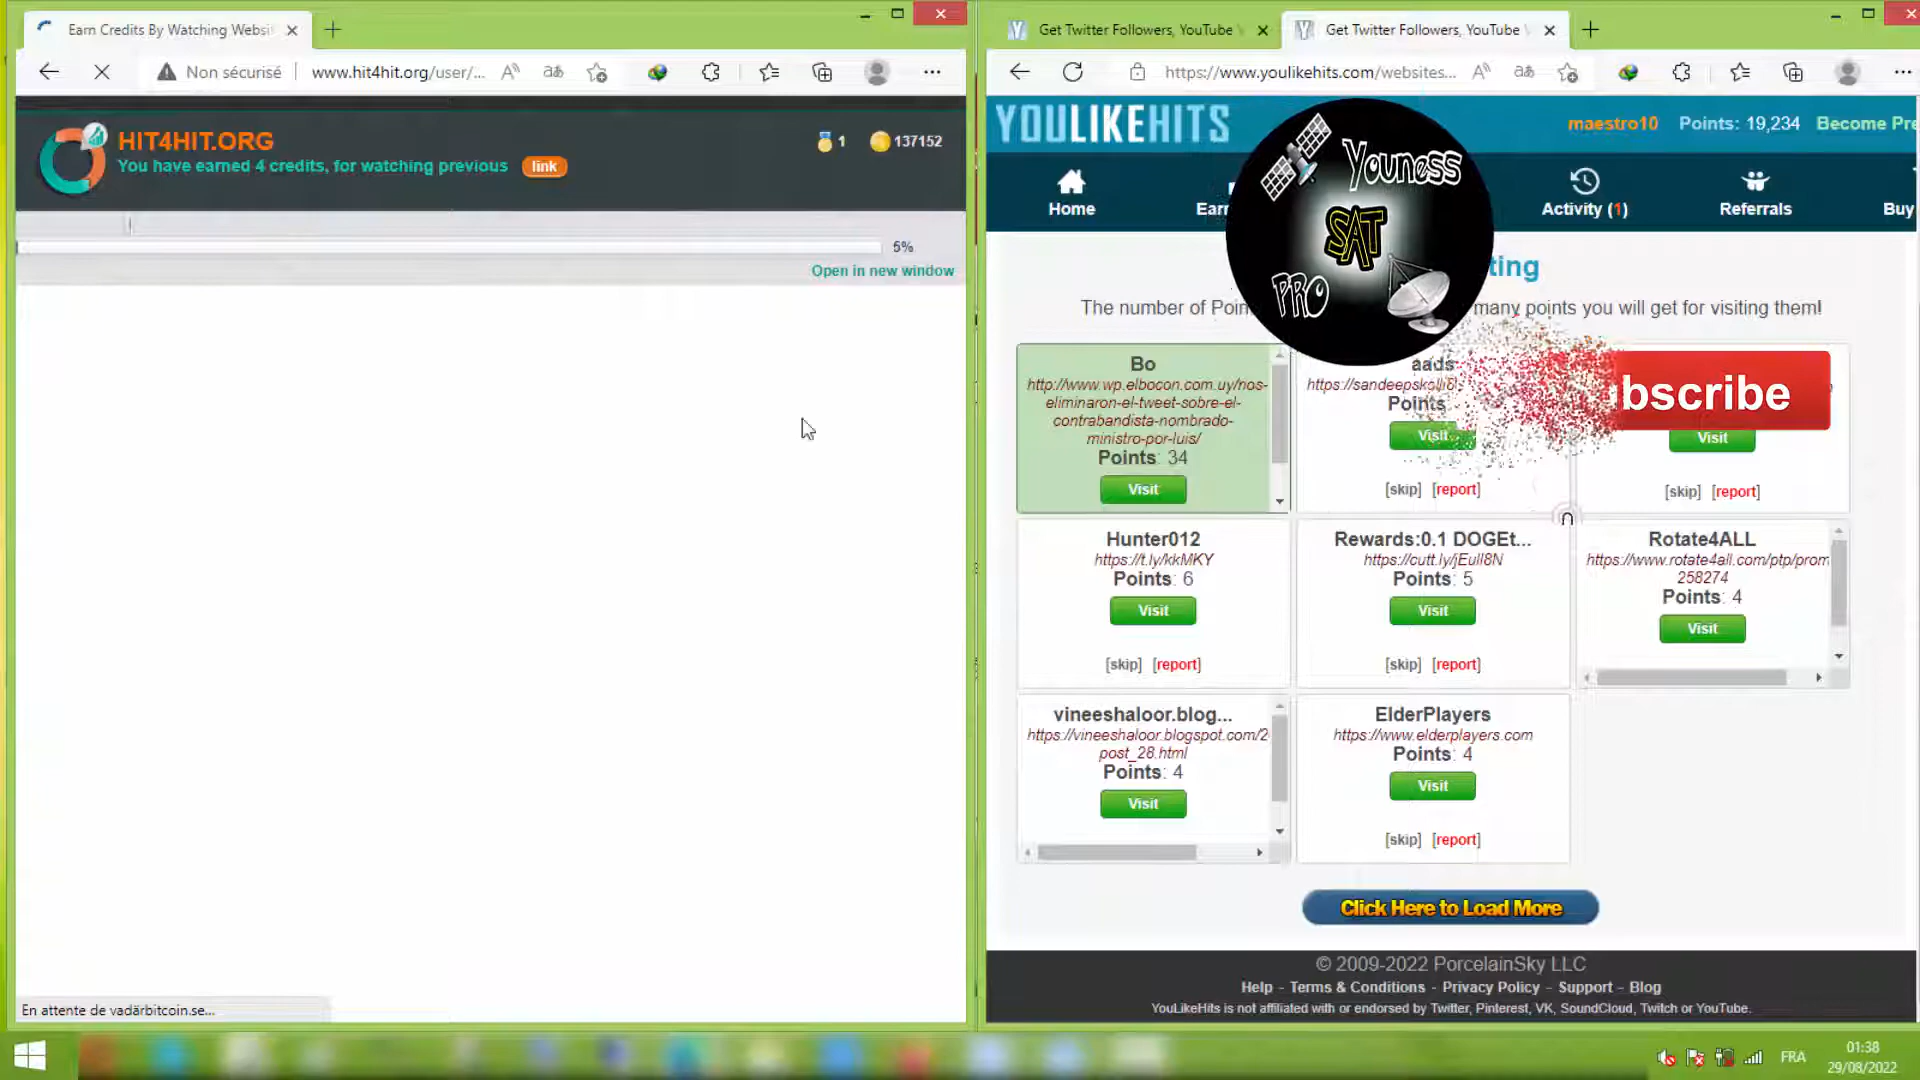 Earn Credits By Watching Websi
Non sécurisé
www.hit4hit.org/user/...
HIT4HIT.ORG
You have earned 4 credits, for watching previous
link
1
137152
5%
Open in new window
En attente de vadärbitcoin.se...
Get Twitter Followers, YouTube
Get Twitter Followers, YouTube
https://www.youlikehits.com/websites...
YOULIKEHITS
maestro10 Points: 19,234 Become Pre
Home
Earn
Activity (1)
Referrals
Buy
Youness
SAT
PRO
ting
The number of Poin
many points you will get for visiting them!
bscribe
Bo
http://www.wp.elbocon.com.uy/nos-
eliminaron-el-tweet-sobre-el-
contrabandista-nombrado-
ministro-por-luis/
Points: 34
Visit
aads
Points
Visit
[skip] [report]
Visit
[skip] [report]
Hunter012
https://t.ly/kkMKY
Points: 6
Visit
[skip] [report]
Rewards:0.1 DOGEt...
https://cutt.ly/jEulI8N
Points: 5
Visit
[skip] [report]
Rotate4ALL
https://www.rotate4all.com/ptp/prom
258274
Points: 4
Visit
vineeshaloor.blog...
https://vineeshaloor.blogspot.com/2
post_28.html
Points: 4
Visit
ElderPlayers
https://www.elderplayers.com
Points: 4
Visit
[skip] [report]
Click Here to Load More
© 2009-2022 PorcelainSky LLC
Help - Terms & Conditions - Privacy Policy - Support - Blog
YouLikeHits is not affiliated with or endorsed by Twitter, Pinterest, VK, SoundCloud, Twitch or YouTube.
FRA
01:38
29/08/2022